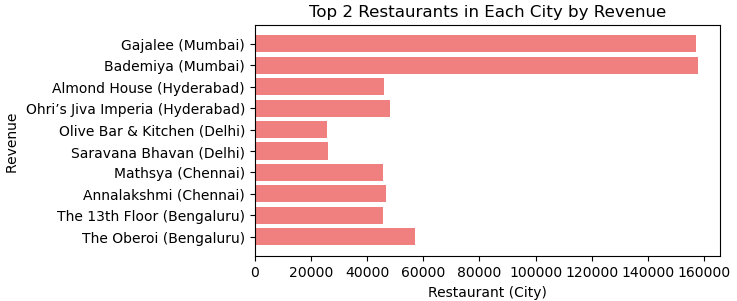 Top 2 Restaurants in Each City by Revenue
Gajalee (Mumbai)
Bademiya (Mumbai)
Almond House (Hyderabad)
Ohri’s Jiva Imperia (Hyderabad)
Olive Bar & Kitchen (Delhi)
Saravana Bhavan (Delhi)
Mathsya (Chennai)
Annalakshmi (Chennai)
The 13th Floor (Bengaluru)
The Oberoi (Bengaluru)
Revenue
0 20000 40000 60000 80000 100000 120000 140000 160000
Restaurant (City)